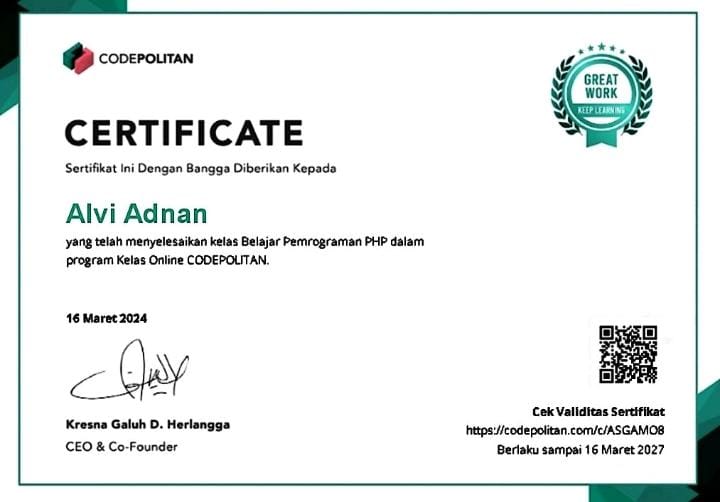 CODEPOLITAN
GREAT
WORK
KEEP LEARNING
CERTIFICATE
Sertifikat Ini Dengan Bangga Diberikan Kepada
Alvi Adnan
yang telah menyelesaikan kelas Belajar Pemrograman PHP dalam
program Kelas Online CODEPOLITAN.
16 Maret 2024
Kresna Galuh D. Herlangga
CEO & Co-Founder
Cek Validitas Sertifikat
https://codepolitan.com/c/ASGAMO8
Berlaku sampai 16 Maret 2027